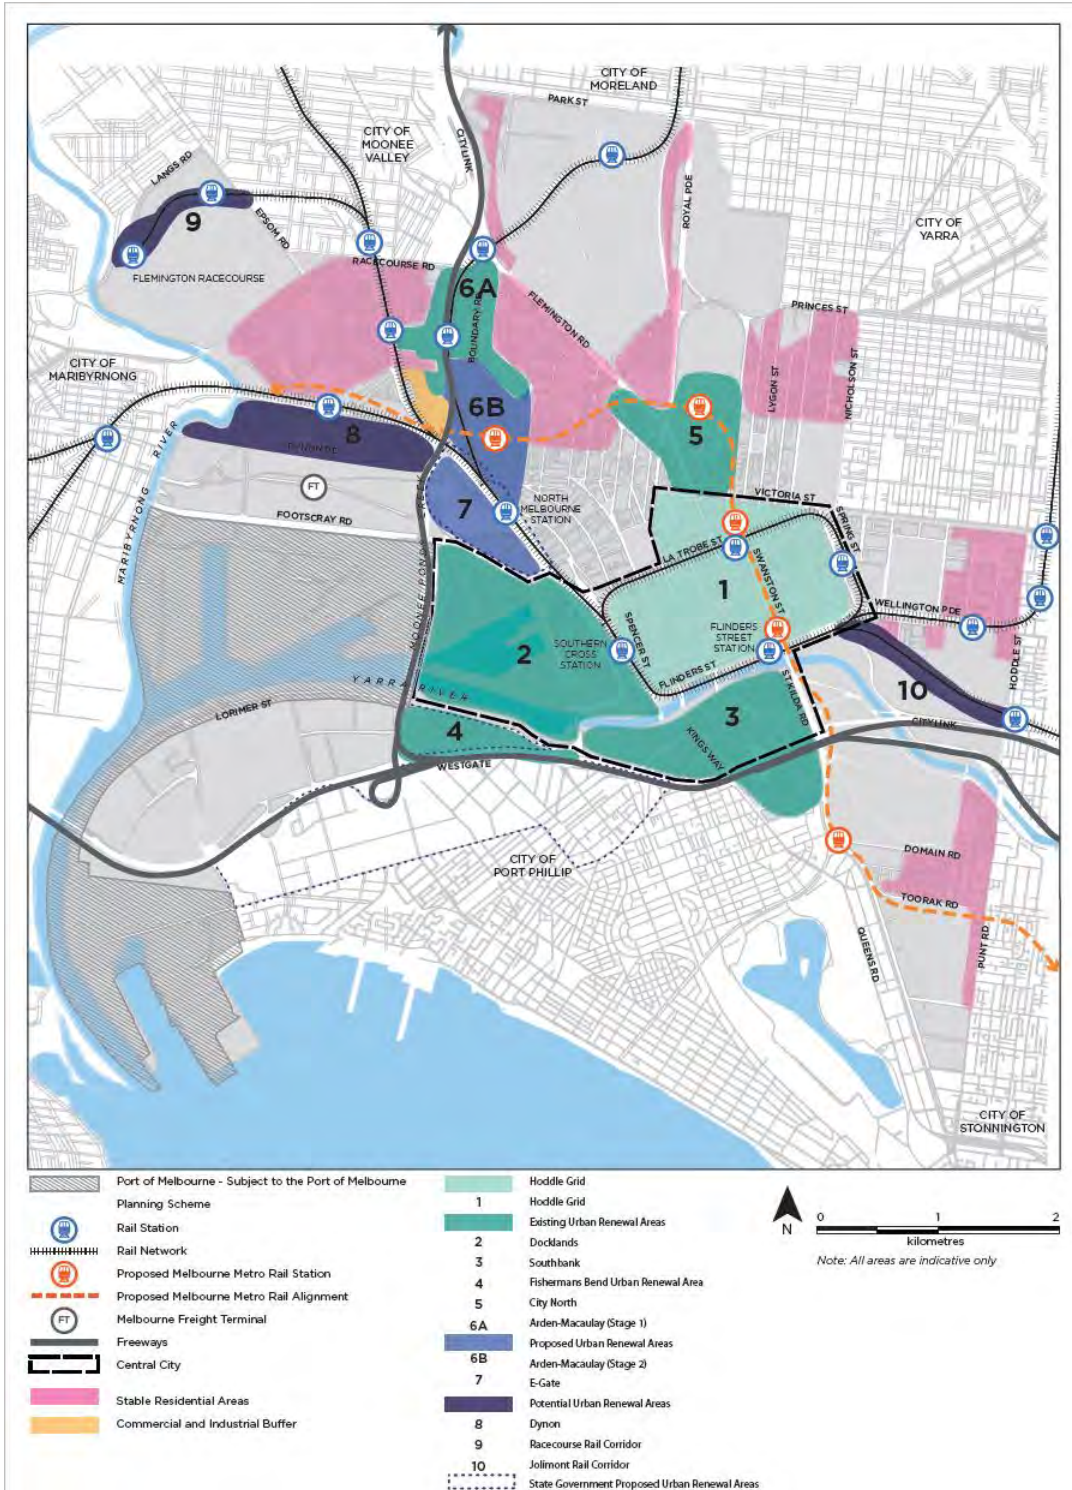 CITY OF
MORELAND
PARK ST
CITY OF
MOONEE
VALLEY
CITYLINK
LANGS RD
ROYAL PDE
EPSOM RD
9
CITY OF
YARRA
FLEMINGTON RACECOURSE
RACECOURSE RD
6A
BOUNDARY RD
FLEMINGTON RD
PRINCES ST
CITY OF
MARIBYRNONG
LYGON ST
NICHOLSON ST
6B
5
8
MARIBYRNONG RIVER
FT
FOOTSCRAY RD
7
NORTH
MELBOURNE
STATION
VICTORIA ST
SPRING ST
LA TROBE ST
SWANSTON ST
1
MOONEE PONDS CREEK
WELLINGTON PDE
SPENCER ST
FLINDERS
STREET
STATION
HODDLE ST
SOUTHERN
CROSS
STATION
2
FLINDERS ST
ST KILDA RD
10
YARRA RIVER
LORIMER ST
CITYLINK
3
4
KINGS WAY
WESTGATE
CITY OF
PORT PHILLIP
DOMAIN RD
TOORAK RD
QUEENS RD
PUNT RD
CITY OF
STONNINGTON
Port of Melbourne - Subject to the Port of Melbourne
Planning Scheme
Rail Station
Rail Network
Proposed Melbourne Metro Rail Station
Proposed Melbourne Metro Rail Alignment
FT Melbourne Freight Terminal
Freeways
Central City
Stable Residential Areas
Commercial and Industrial Buffer
Hoddle Grid
1 Hoddle Grid
Existing Urban Renewal Areas
2 Docklands
3 Southbank
4 Fishermans Bend Urban Renewal Area
5 City North
6A Arden-Macaulay (Stage 1)
Proposed Urban Renewal Areas
6B Arden-Macaulay (Stage 2)
7 E-Gate
Potential Urban Renewal Areas
8 Dynon
9 Racecourse Rail Corridor
10 Jolimont Rail Corridor
State Government Proposed Urban Renewal Areas
N
0 1 2
kilometres
Note: All areas are indicative only